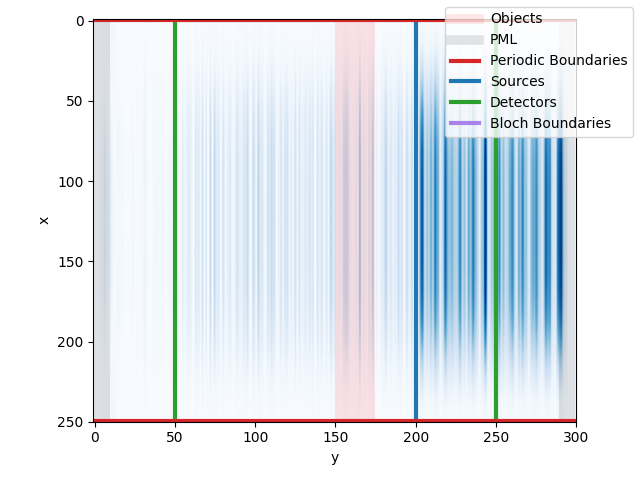 Objects
PML
Periodic Boundaries
Sources
Detectors
Bloch Boundaries
0
50
100
150
200
250
x
0 50 100 150 200 250 300
y